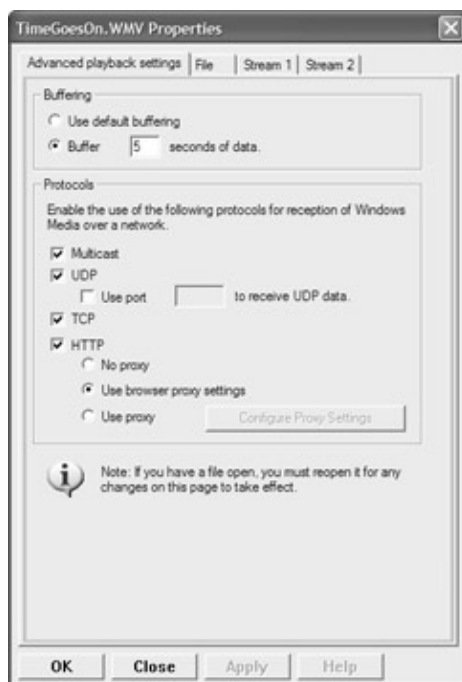 TimeGoesOn.WMV Properties
Advanced playback settings File Stream 1 Stream 2
Buffering
Use default buffering
Buffer 5 seconds of data.
Protocols
Enable the use of the following protocols for reception of Windows
Media over a network.
Multicast
UDP
Use port to receive UDP data.
TCP
HTTP
No proxy
Use browser proxy settings
Use proxy Configure Proxy Settings
Note: If you have a file open, you must reopen it for any
changes on this page to take effect.
OK Close Apply Help